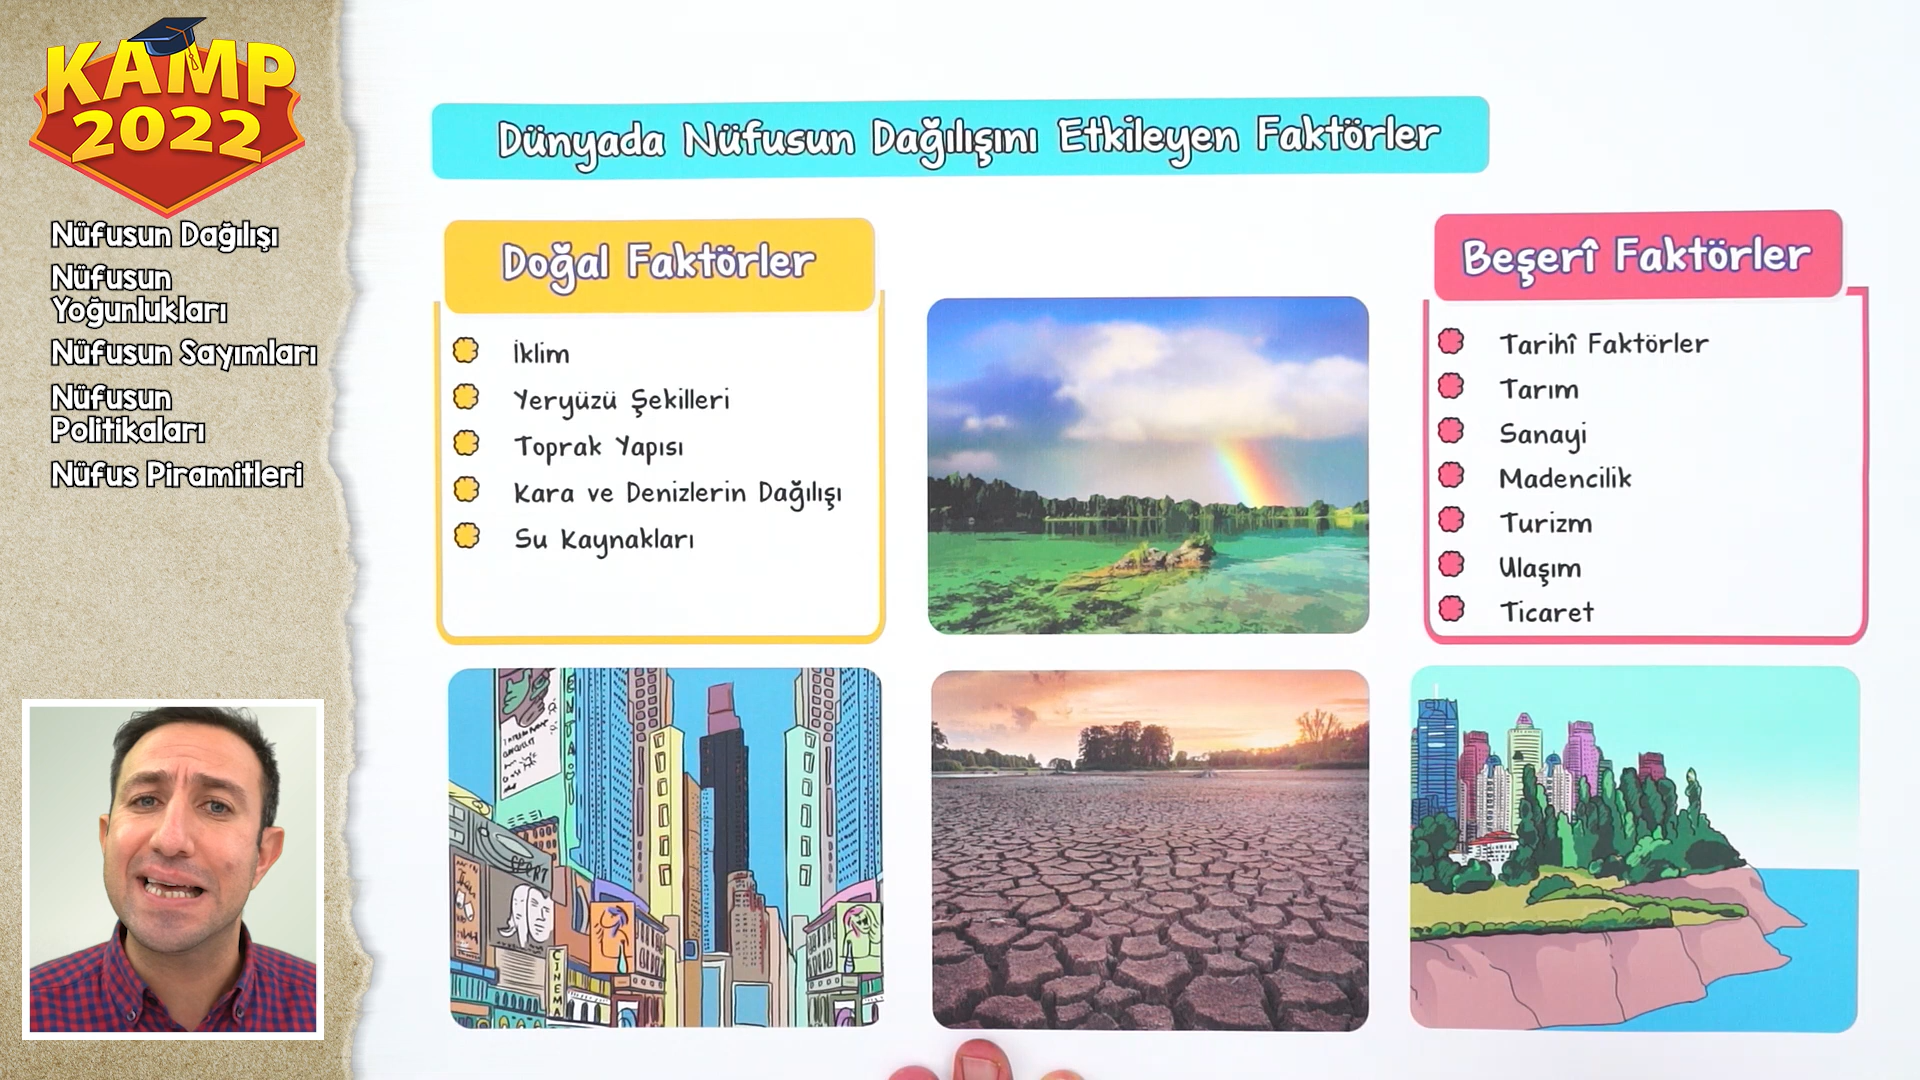 KAMP
2022
Nüfusun Dağılışı
Nüfusun
Yoğunlukları
Nüfusun Sayımları
Nüfusun
Politikaları
Nüfus Piramitleri
Dünyada Nüfusun Dağılışını Etkileyen Faktörler
Doğal Faktörler
İklim
Yeryüzü Şekilleri
Toprak Yapısı
Kara ve Denizlerin Dağılışı
Su Kaynakları
Beşerî Faktörler
Tarihî Faktörler
Tarım
Sanayi
Madencilik
Turizm
Ulaşım
Ticaret
CINEMA